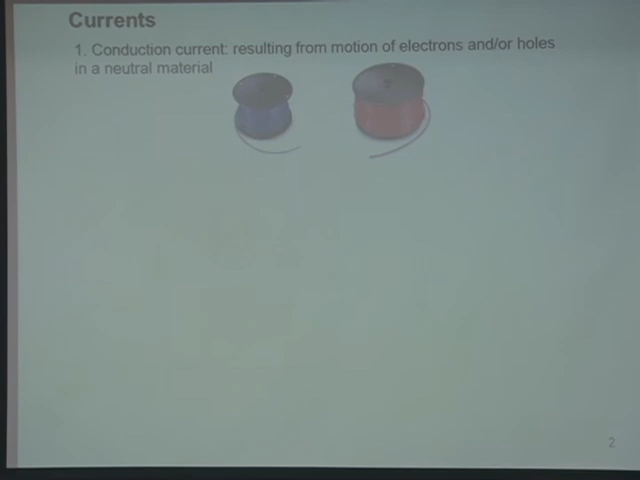 Currents
1. Conduction current: resulting from motion of electrons and/or holes
in a neutral material
2